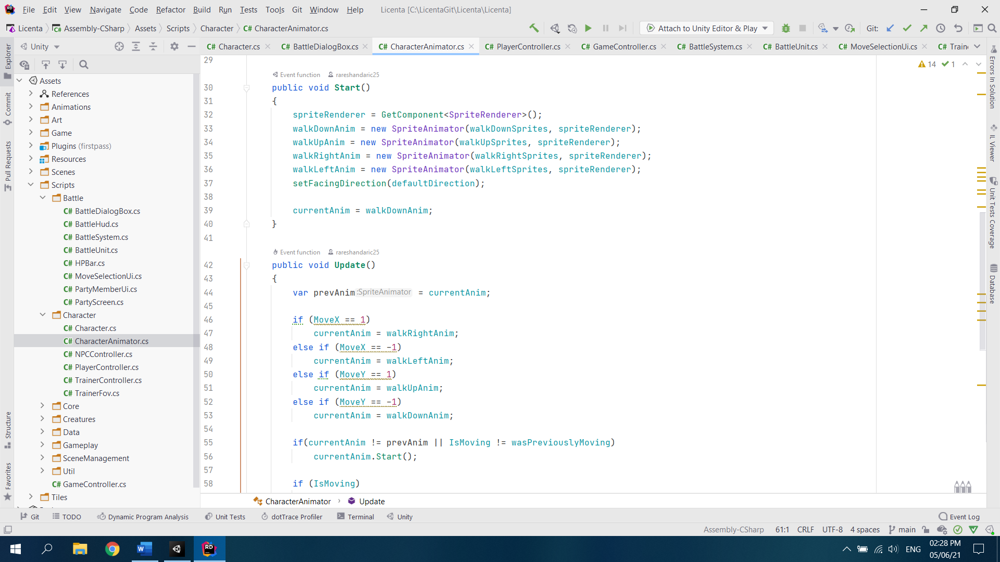 File Edit View Navigate Code Refactor Build Run Tests Tools Git Window Help Licenta [C:\LicentaGit\Licenta\Licenta]
Licenta Assembly-CSharp Assets Scripts Character C# CharacterAnimator.cs Attach to Unity Editor & Play Git:
Unity
C# Character.cs C# BattleDialogBox.cs C# CharacterAnimator.cs C# PlayerController.cs C# GameController.cs C# BattleSystem.cs C# BattleUnit.cs C# MoveSelectionUi.cs C#
Explorer
Commit
Pull Requests
Structure
Favorites
Assets
References
Animations
Art
Game
Plugins (firstpass)
Resources
Scenes
Scripts
Battle
C# BattleDialogBox.cs
C# BattleHud.cs
C# BattleSystem.cs
C# BattleUnit.cs
C# HPBar.cs
C# MoveSelectionUi.cs
C# PartyMemberUi.cs
C# PartyScreen.cs
Character
C# Character.cs
C# CharacterAnimator.cs
C# NPCController.cs
C# PlayerController.cs
C# TrainerController.cs
C# TrainerFov.cs
Core
Creatures
Data
Gameplay
SceneManagement
Util
C# GameController.cs
Tiles
14 1
29
Event function rareshandaric25
30 public void Start()
31 {
32 spriteRenderer = GetComponent<SpriteRenderer>();
33 walkDownAnim = new SpriteAnimator(walkDownSprites, spriteRenderer);
34 walkUpAnim = new SpriteAnimator(walkUpSprites, spriteRenderer);
35 walkRightAnim = new SpriteAnimator(walkRightSprites, spriteRenderer);
36 walkLeftAnim = new SpriteAnimator(walkLeftSprites, spriteRenderer);
37 setFacingDirection(defaultDirection);
38
39 currentAnim = walkDownAnim;
40 }
41
Event function rareshandaric25
42 public void Update()
43 {
44 var prevAnim :SpriteAnimator = currentAnim;
45
46 if (MoveX == 1)
47 currentAnim = walkRightAnim;
48 else if (MoveX == -1)
49 currentAnim = walkLeftAnim;
50 else if (MoveY == 1)
51 currentAnim = walkUpAnim;
52 else if (MoveY == -1)
53 currentAnim = walkDownAnim;
54
55 if(currentAnim != prevAnim || IsMoving != wasPreviouslyMoving)
56 currentAnim.Start();
57
58 if (IsMoving)
Errors In Solution
IL Viewer
Unit Tests Coverage
Database
CharacterAnimator Update
Git TODO Dynamic Program Analysis Unit Tests dotTrace Profiler Terminal Unity Event Log
Assembly-CSharp 61:1 CRLF UTF-8 4 spaces main
ENG 02:28 PM
05/06/21